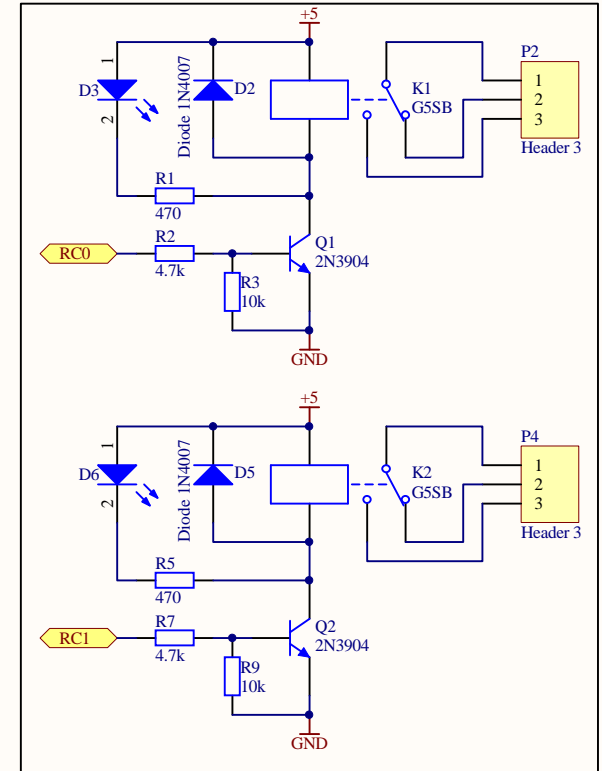 +5
P2
1
D3
2
Diode 1N4007
D2
K1
G5SB
1
2
3
Header 3
R1
470
RC0
R2
4.7k
R3
10k
Q1
2N3904
GND
+5
P4
1
D6
2
Diode 1N4007
D5
K2
G5SB
1
2
3
Header 3
R5
470
RC1
R7
4.7k
R9
10k
Q2
2N3904
GND